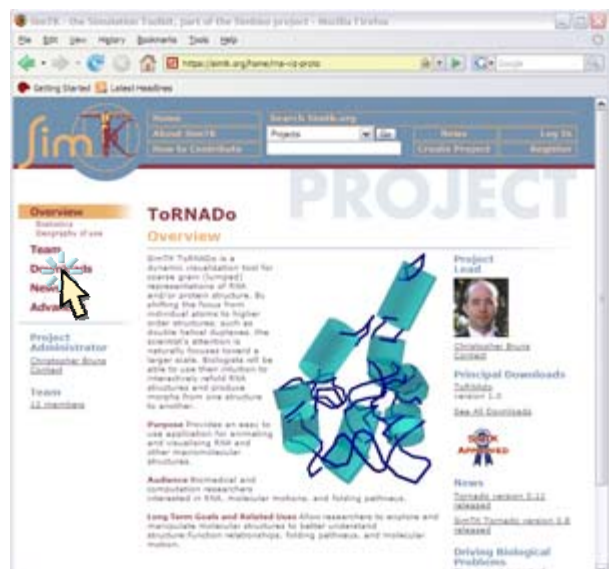 SimTK - the Simulation Toolkit, part of the Simbios project - Mozilla Firefox
File Edit View History Bookmarks Tools Help
Getting Started Latest Headlines
SimTK
Home
About SimTK
How to Contribute
Search Simtk.org
Projects Go
News
Create Project
Log In
Register
PROJECT
Overview
Statistics
Geography of use
Team
Downloads
News
Project
Administrator
Christopher Bruns
Contact
Team
12 members
ToRNADo
Overview
SimTK ToRNADo is a
dynamic visualization tool for
coarse grain (lumped)
representations of RNA
and/or protein structure. By
shifting the focus from
individual atoms to higher
order structures, such as
double helical duplexes, the
scientist's attention is
naturally focused toward a
larger scale. Biologists will be
able to use their intuition to
interactively refold RNA
structures and produce
morphs from one structure
to another.
Purpose Provides an easy to
use application for animating
and visualizing RNA and
other macromolecular
structures.
Audience Biomedical and
computation researchers
interested in RNA, molecular motions, and folding pathways.
Long Term Goals and Related Uses Allow researchers to explore and
manipulate molecular structures to better understand
structure-function relationships, folding pathways, and molecular
motion.
Project
Lead
Christopher Bruns
Contact
Principal Downloads
ToRNADo
version 1.0
See All Downloads
SimTK
APPROVED
News
Tornado version 0.12
released
SimTK Tornado version 0.8
released
Driving Biological
Problems